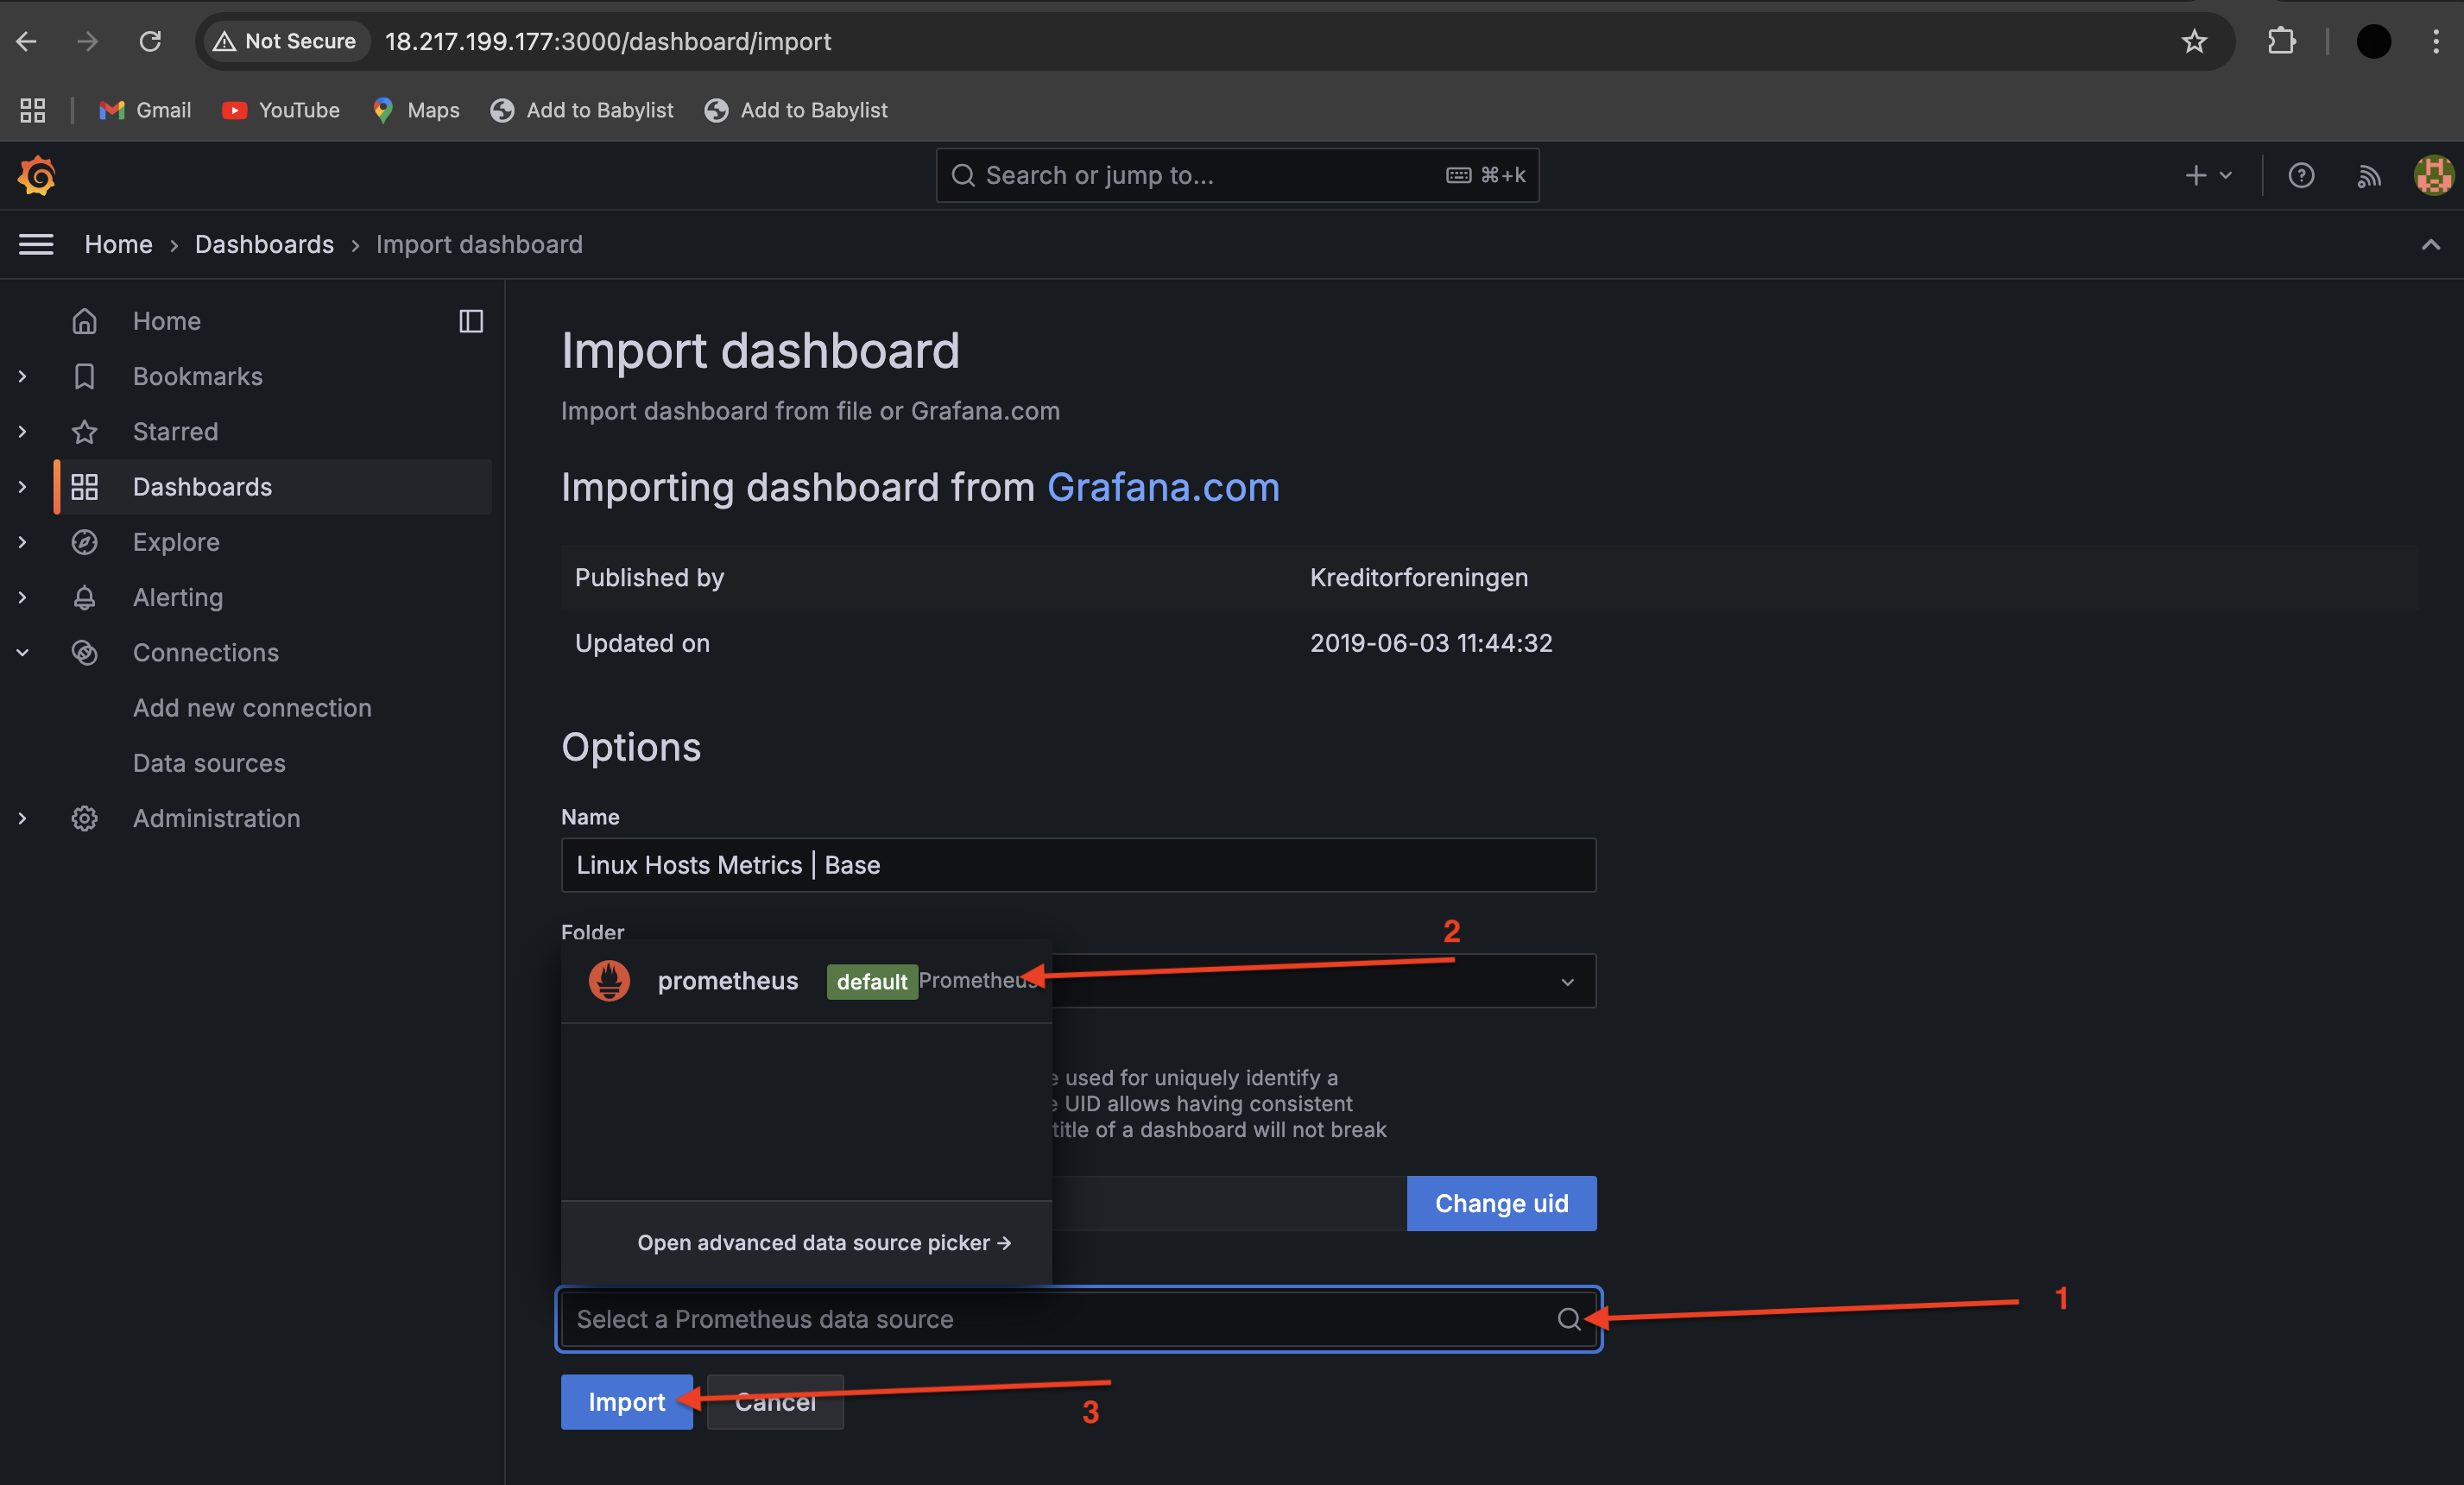 Not Secure 18.217.199.177:3000/dashboard/import
Gmail YouTube Maps Add to Babylist Add to Babylist
Search or jump to... ⌘+k
Home › Dashboards › Import dashboard
Home
Bookmarks
Starred
Dashboards
Explore
Alerting
Connections
Add new connection
Data sources
Administration
Import dashboard
Import dashboard from file or Grafana.com
Importing dashboard from Grafana.com
Published by Kreditorforeningen
Updated on 2019-06-03 11:44:32
Options
Name
Linux Hosts Metrics | Base
Folder
2
prometheus default Prometheus
used for uniquely identify a
UID allows having consistent
title of a dashboard will not break
Change uid
Open advanced data source picker →
1
Select a Prometheus data source
Import Cancel
3